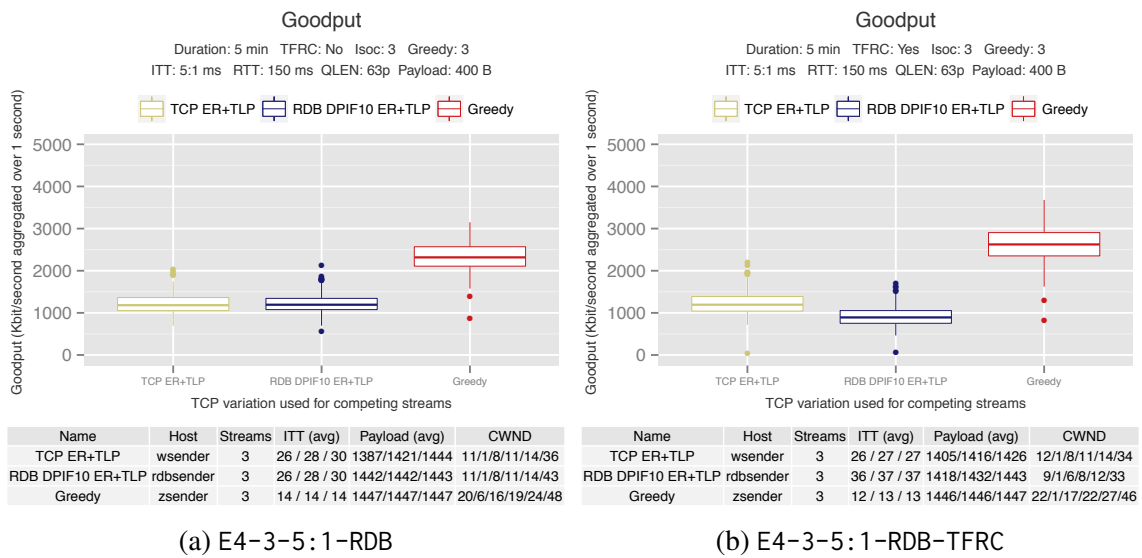 Goodput
Duration: 5 min TFRC: No Isoc: 3 Greedy: 3
ITT: 5:1 ms RTT: 150 ms QLEN: 63p Payload: 400 B
TCP ER+TLP RDB DPIF10 ER+TLP Greedy
Goodput (Kbit/second aggregated over 1 second)
5000
4000
3000
2000
1000
0
TCP ER+TLP RDB DPIF10 ER+TLP Greedy
TCP variation used for competing streams
Name Host Streams ITT (avg) Payload (avg) CWND
TCP ER+TLP wsender 3 26 / 28 / 30 1387/1421/1444 11/1/8/11/14/36
RDB DPIF10 ER+TLP rdbsender 3 26 / 28 / 30 1442/1442/1443 11/1/8/11/14/43
Greedy zsender 3 14 / 14 / 14 1447/1447/1447 20/6/16/19/24/48
(a) E4-3-5:1-RDB
Goodput
Duration: 5 min TFRC: Yes Isoc: 3 Greedy: 3
ITT: 5:1 ms RTT: 150 ms QLEN: 63p Payload: 400 B
TCP ER+TLP RDB DPIF10 ER+TLP Greedy
Goodput (Kbit/second aggregated over 1 second)
5000
4000
3000
2000
1000
0
TCP ER+TLP RDB DPIF10 ER+TLP Greedy
TCP variation used for competing streams
Name Host Streams ITT (avg) Payload (avg) CWND
TCP ER+TLP wsender 3 26 / 27 / 27 1405/1416/1426 12/1/8/11/14/34
RDB DPIF10 ER+TLP rdbsender 3 36 / 37 / 37 1418/1432/1443 9/1/6/8/12/33
Greedy zsender 3 12 / 13 / 13 1446/1446/1447 22/1/17/22/27/46
(b) E4-3-5:1-RDB-TFRC